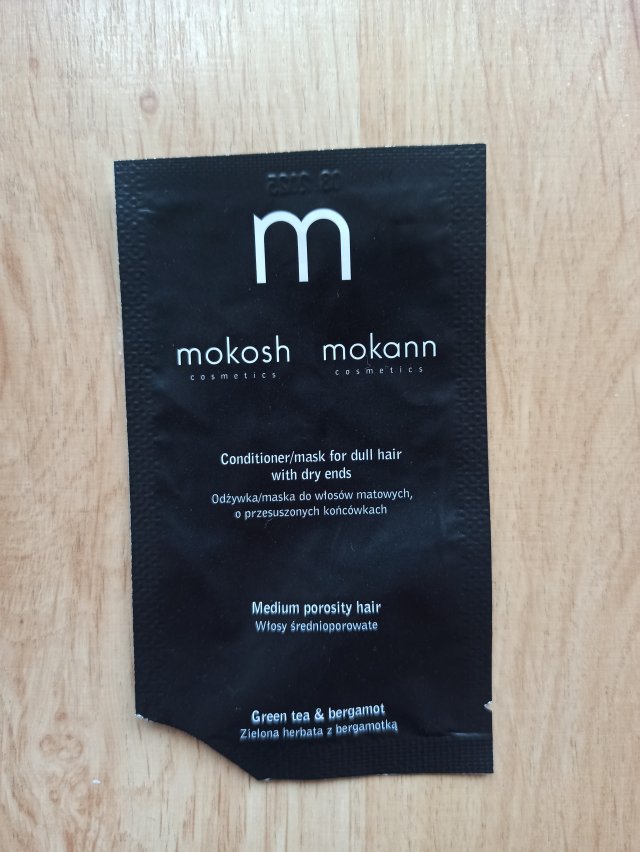 m
mokosh mokann
cosmetics cosmetics
Conditioner/mask for dull hair
with dry ends
Odżywka/maska do włosów matowych,
o przesuszonych końcówkach
Medium porosity hair
Włosy średnioporowate
Green tea & bergamot
Zielona herbata z bergamotką